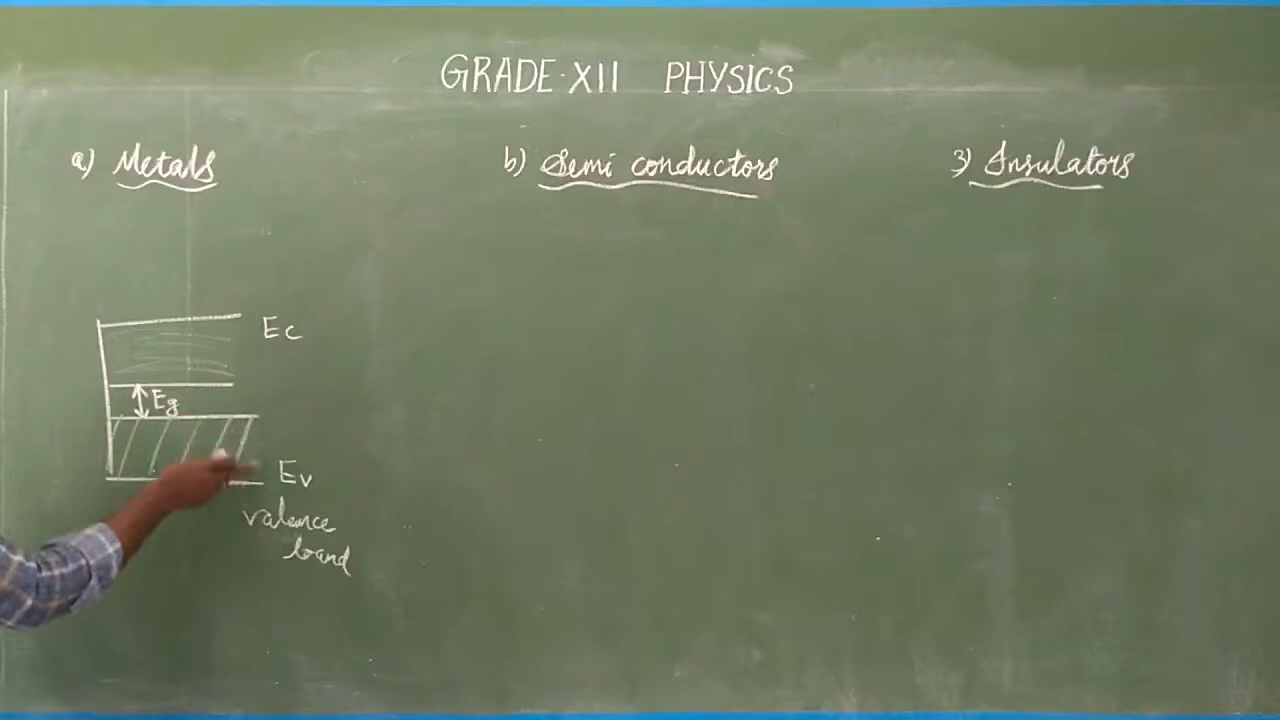 GRADE-XII PHYSICS
a) Metals
b) Semi conductors
3) Insulators
Ec
Eg
Ev
valence
band